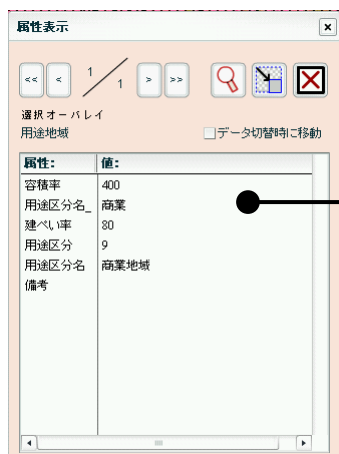 属性表示
<< < 1/1 > >>
選択オーバレイ
用途地域
データ切替時に移動
属性: 値:
容積率 400
用途区分名_ 商業
建ぺい率 80
用途区分 9
用途区分名 商業地域
備考